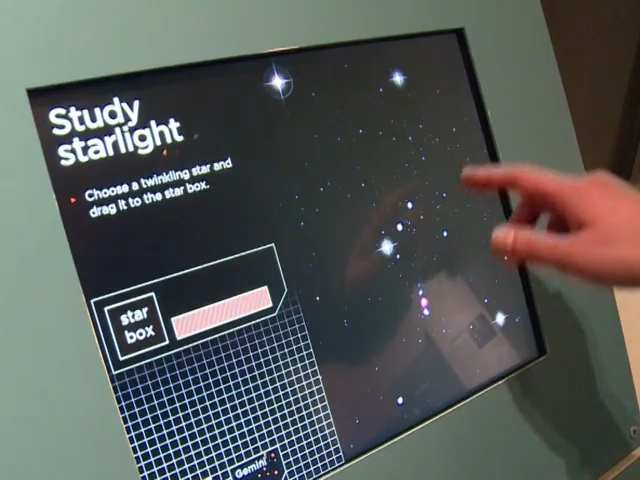 Study
starlight
Choose a twinkling star and
drag it to the star box.
star
box
Gemini